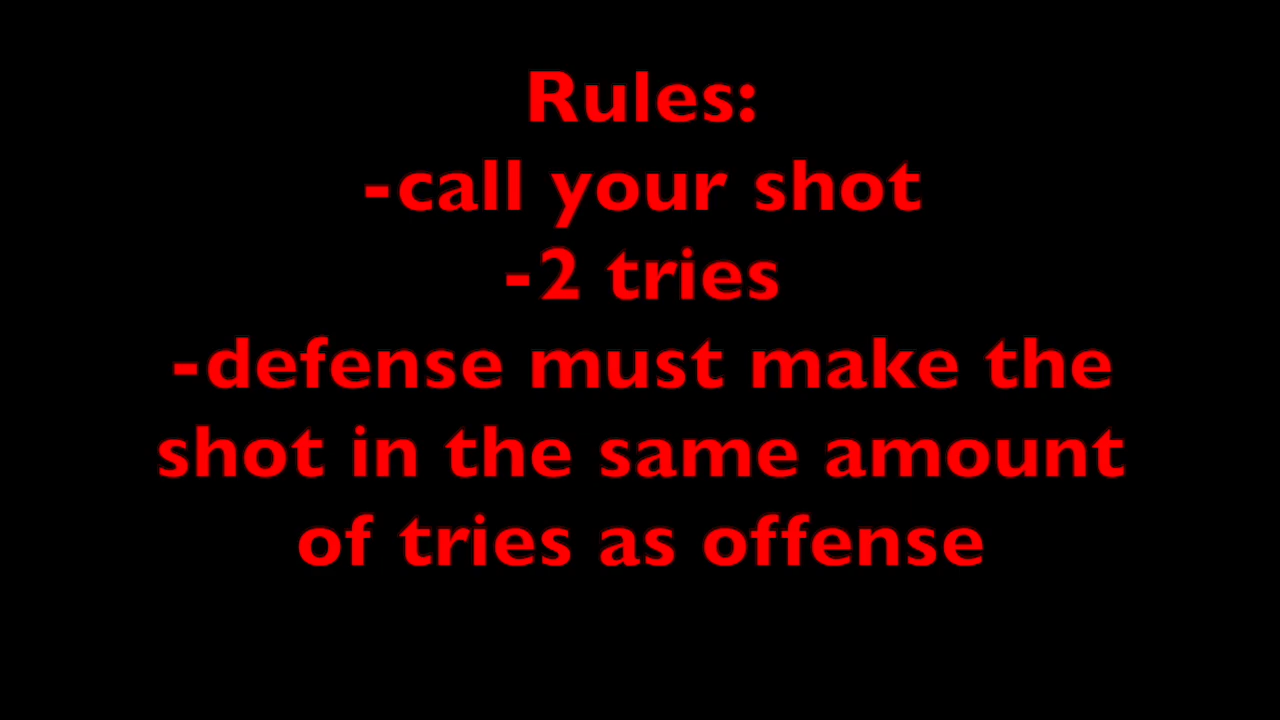 Rules:
-call your shot
-2 tries
-defense must make the
shot in the same amount
of tries as offense